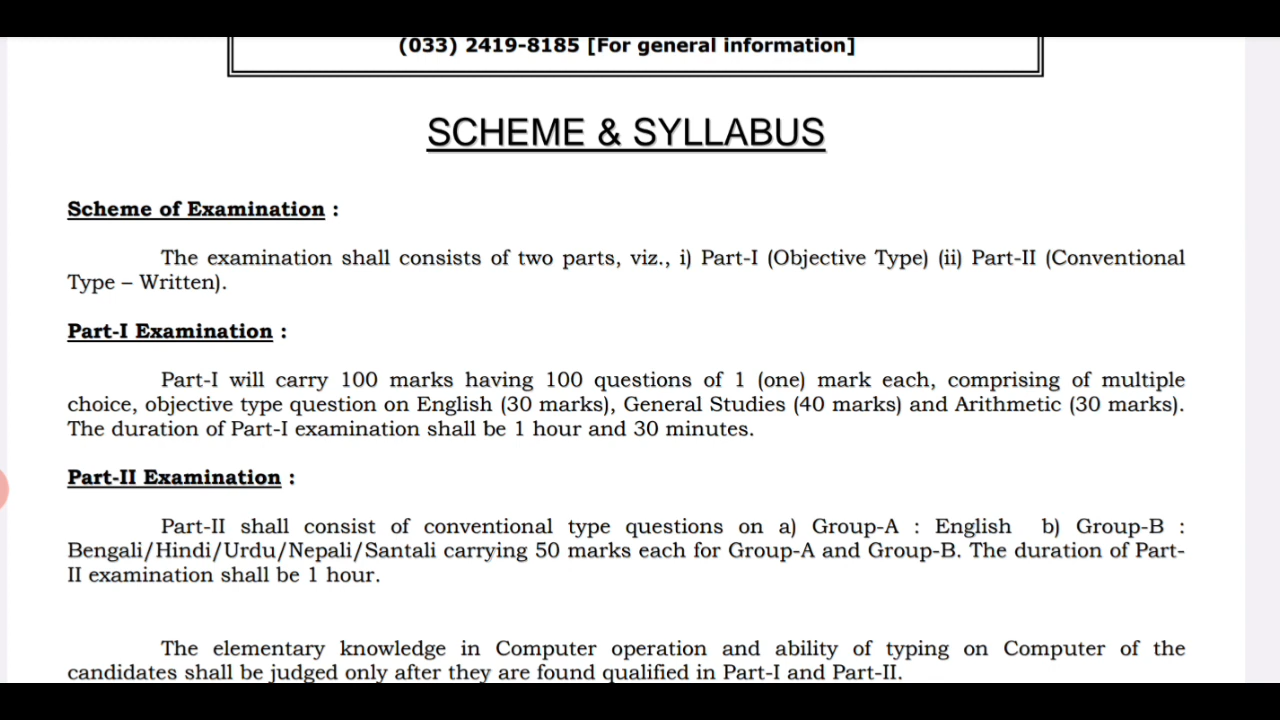 (033) 2419-8185 [For general information]
SCHEME & SYLLABUS
Scheme of Examination :
The examination shall consists of two parts, viz., i) Part-I (Objective Type) (ii) Part-II (Conventional
Type – Written).
Part-I Examination :
Part-I will carry 100 marks having 100 questions of 1 (one) mark each, comprising of multiple
choice, objective type question on English (30 marks), General Studies (40 marks) and Arithmetic (30 marks).
The duration of Part-I examination shall be 1 hour and 30 minutes.
Part-II Examination :
Part-II shall consist of conventional type questions on a) Group-A : English b) Group-B :
Bengali/Hindi/Urdu/Nepali/Santali carrying 50 marks each for Group-A and Group-B. The duration of Part-
II examination shall be 1 hour.
The elementary knowledge in Computer operation and ability of typing on Computer of the
candidates shall be judged only after they are found qualified in Part-I and Part-II.